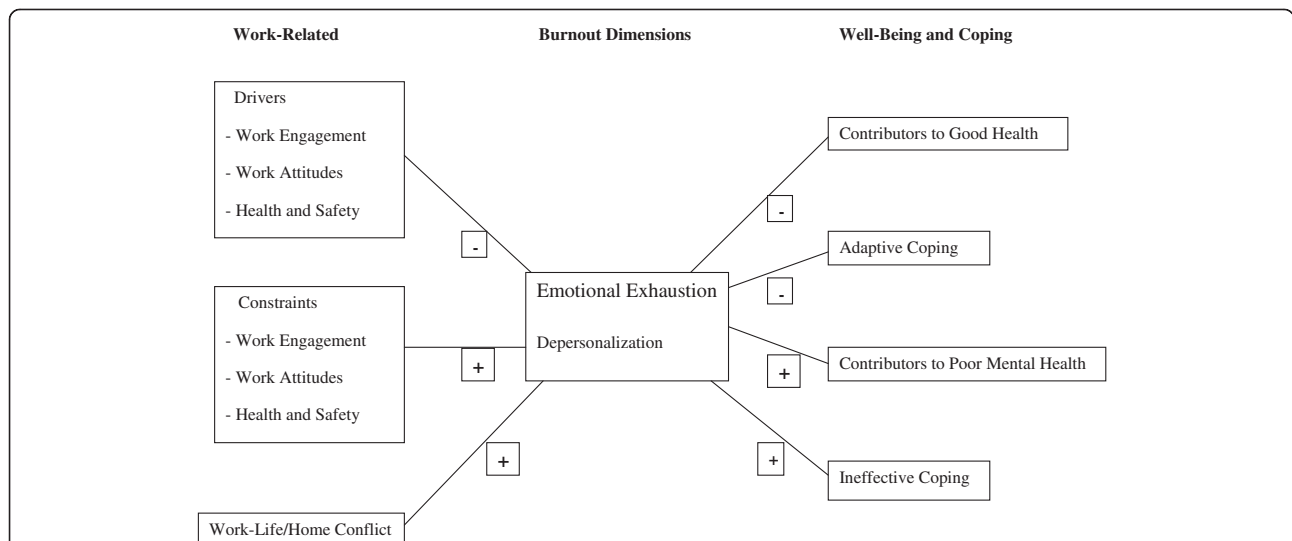 Work-Related
Burnout Dimensions
Well-Being and Coping
Drivers
- Work Engagement
- Work Attitudes
- Health and Safety
-
Constraints
- Work Engagement
- Work Attitudes
- Health and Safety
+
Work-Life/Home Conflict
+
Emotional Exhaustion
Depersonalization
Contributors to Good Health
-
Adaptive Coping
-
Contributors to Poor Mental Health
+
Ineffective Coping
+